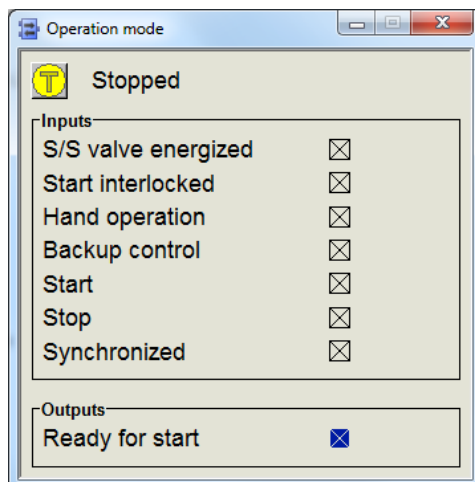 Operation mode
T Stopped
Inputs
S/S valve energized
Start interlocked
Hand operation
Backup control
Start
Stop
Synchronized
Outputs
Ready for start